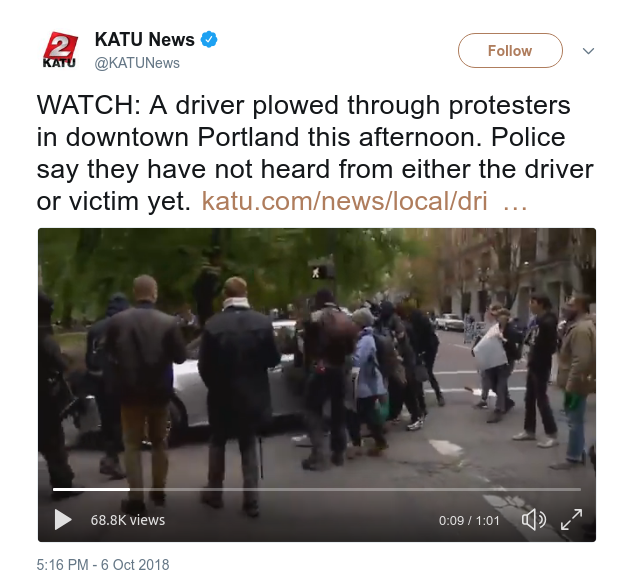 2
KATU
KATU News
@KATUNews
Follow
WATCH: A driver plowed through protesters
in downtown Portland this afternoon. Police
say they have not heard from either the driver
or victim yet. katu.com/news/local/dri …
68.8K views
0:09 / 1:01
5:16 PM - 6 Oct 2018